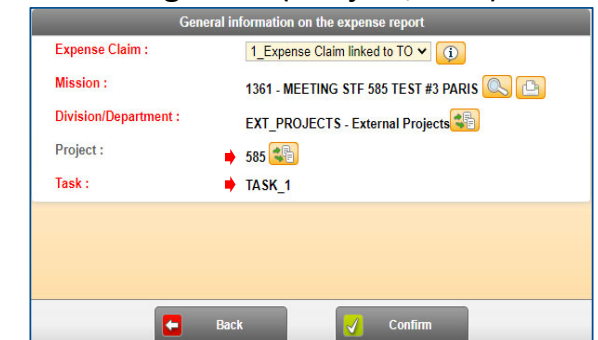 General information on the expense report
Expense Claim :
1_Expense Claim linked to TO
Mission :
1361 - MEETING STF 585 TEST #3 PARIS
Division/Department :
EXT_PROJECTS - External Projects
Project :
585
Task :
TASK_1
Back
Confirm